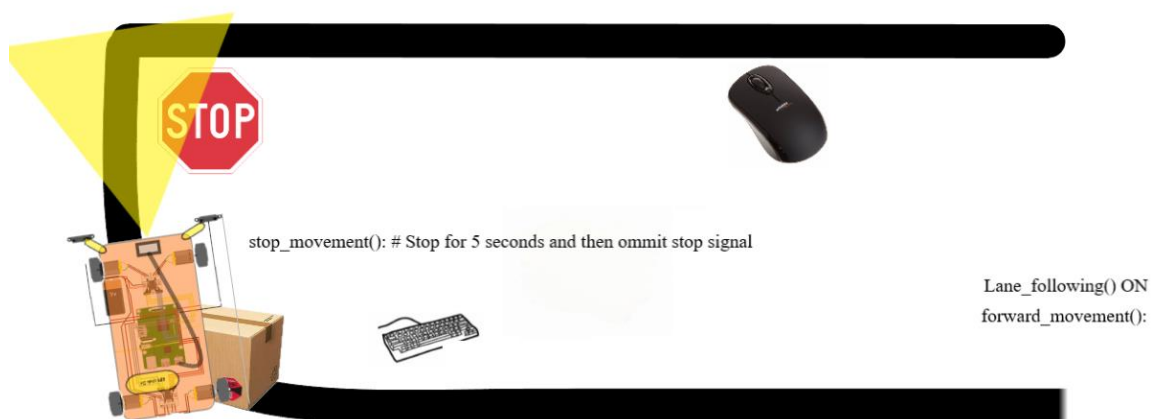 STOP
stop_movement(): # Stop for 5 seconds and then ommit stop signal
Lane_following() ON
forward_movement():